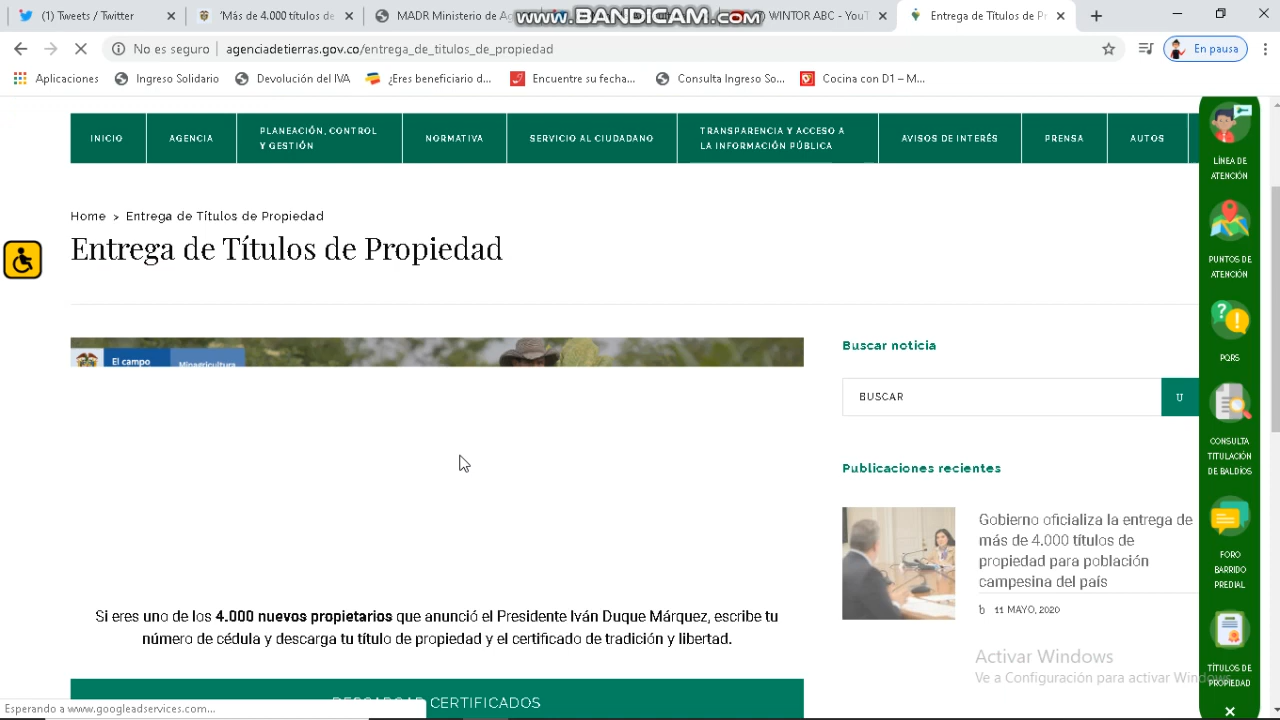 (1) Tweets / Twitter
'Más de 4.000 títulos de
MADR Ministerio de Ag
WINTOR ABC - YouT
Entrega de Títulos de Pr
www.BANDICAM.com
No es seguro | agenciadetierras.gov.co/entrega_de_titulos_de_propiedad
En pausa
Aplicaciones
Ingreso Solidario
Devolución del IVA
¿Eres beneficiario d...
Encuentre su fecha...
Consulta Ingreso So...
Cocina con D1 – M...
INICIO
AGENCIA
PLANEACIÓN, CONTROL
Y GESTIÓN
NORMATIVA
SERVICIO AL CIUDADANO
TRANSPARENCIA Y ACCESO A
LA INFORMACIÓN PÚBLICA
AVISOS DE INTERÉS
PRENSA
AUTOS
Home > Entrega de Títulos de Propiedad
Entrega de Títulos de Propiedad
El campo
Minagricultura
Si eres uno de los 4.000 nuevos propietarios que anunció el Presidente Iván Duque Márquez, escribe tu
número de cédula y descarga tu título de propiedad y el certificado de tradición y libertad.
DESCARGAR CERTIFICADOS
Esperando a www.googleadservices.com...
Buscar noticia
BUSCAR
U
Publicaciones recientes
Gobierno oficializa la entrega de
más de 4.000 títulos de
propiedad para población
campesina del país
b 11 MAYO, 2020
Activar Windows
Ve a Configuración para activar Windows.
LÍNEA DE
ATENCIÓN
PUNTOS DE
ATENCIÓN
PQRS
CONSULTA
TITULACIÓN
DE BALDÍOS
FORO
BARRIDO
PREDIAL
TÍTULOS DE
PROPIEDAD